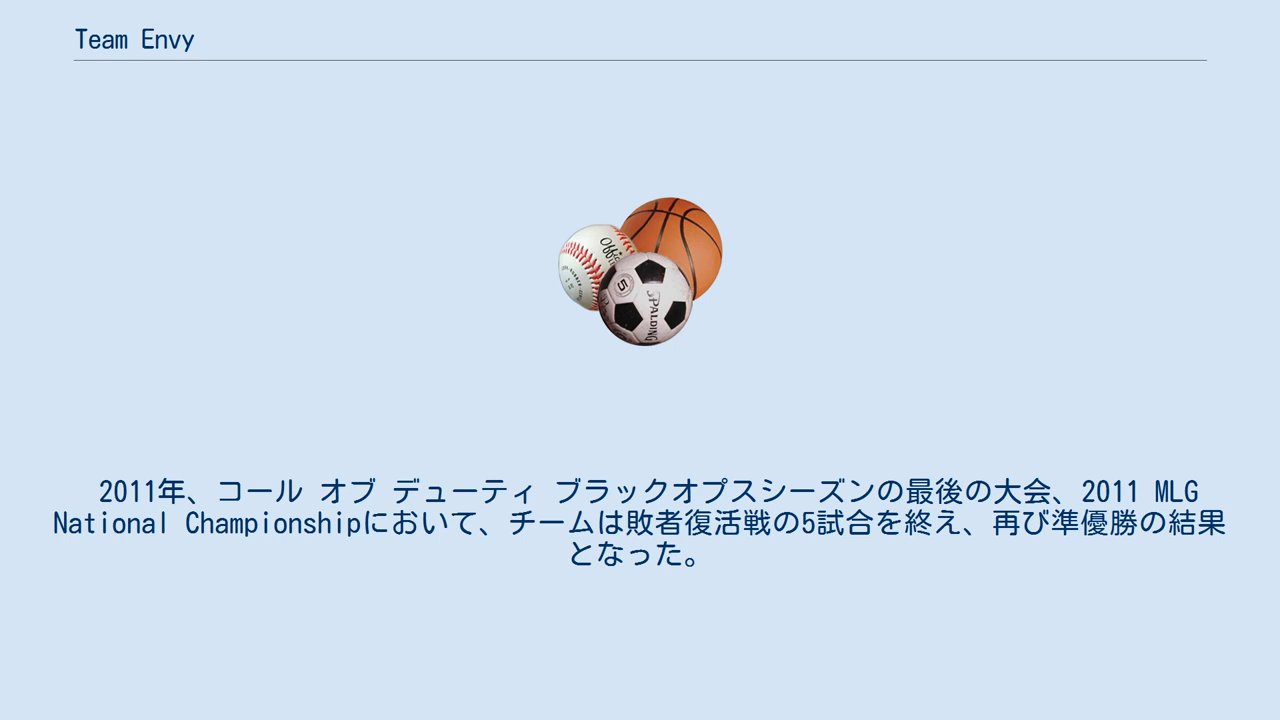 Team Envy
Offi
5
SPALDING
2011年、コール オブ デューティ ブラックオプスシーズンの最後の大会、2011 MLG
National Championshipにおいて、チームは敗者復活戦の5試合を終え、再び準優勝の結果
となった。